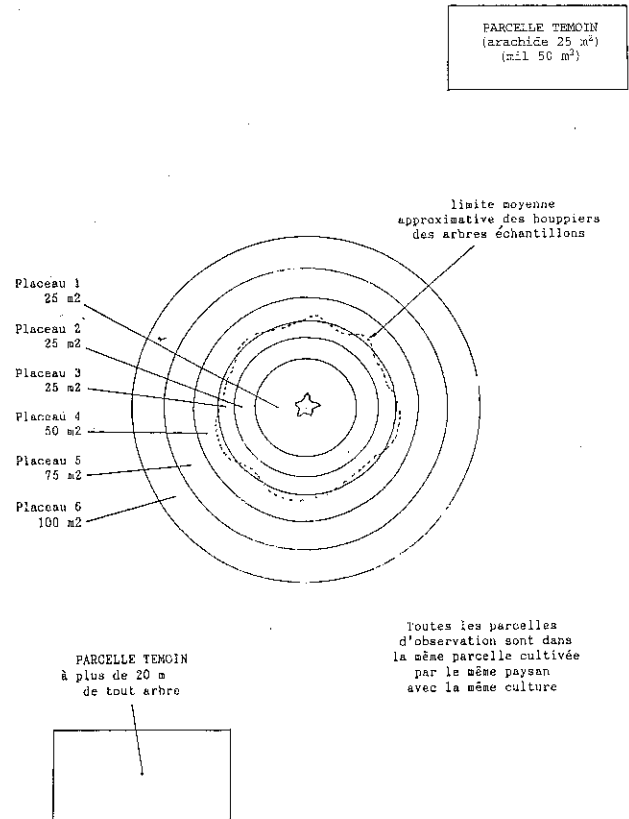 PARCELLE TEMOIN
(arachide 25 m²)
(mil 50 m²)
limite moyenne
approximative des houppiers
des arbres échantillons
Placeau 1
25 m2
Placeau 2
25 m2
Placeau 3
25 m2
Placeau 4
50 m2
Placeau 5
75 m2
Placeau 6
100 m2
Toutes les parcelles
d'observation sont dans
la même parcelle cultivée
par le même paysan
avec la même culture
PARCELLE TEMOIN
à plus de 20 m
de tout arbre